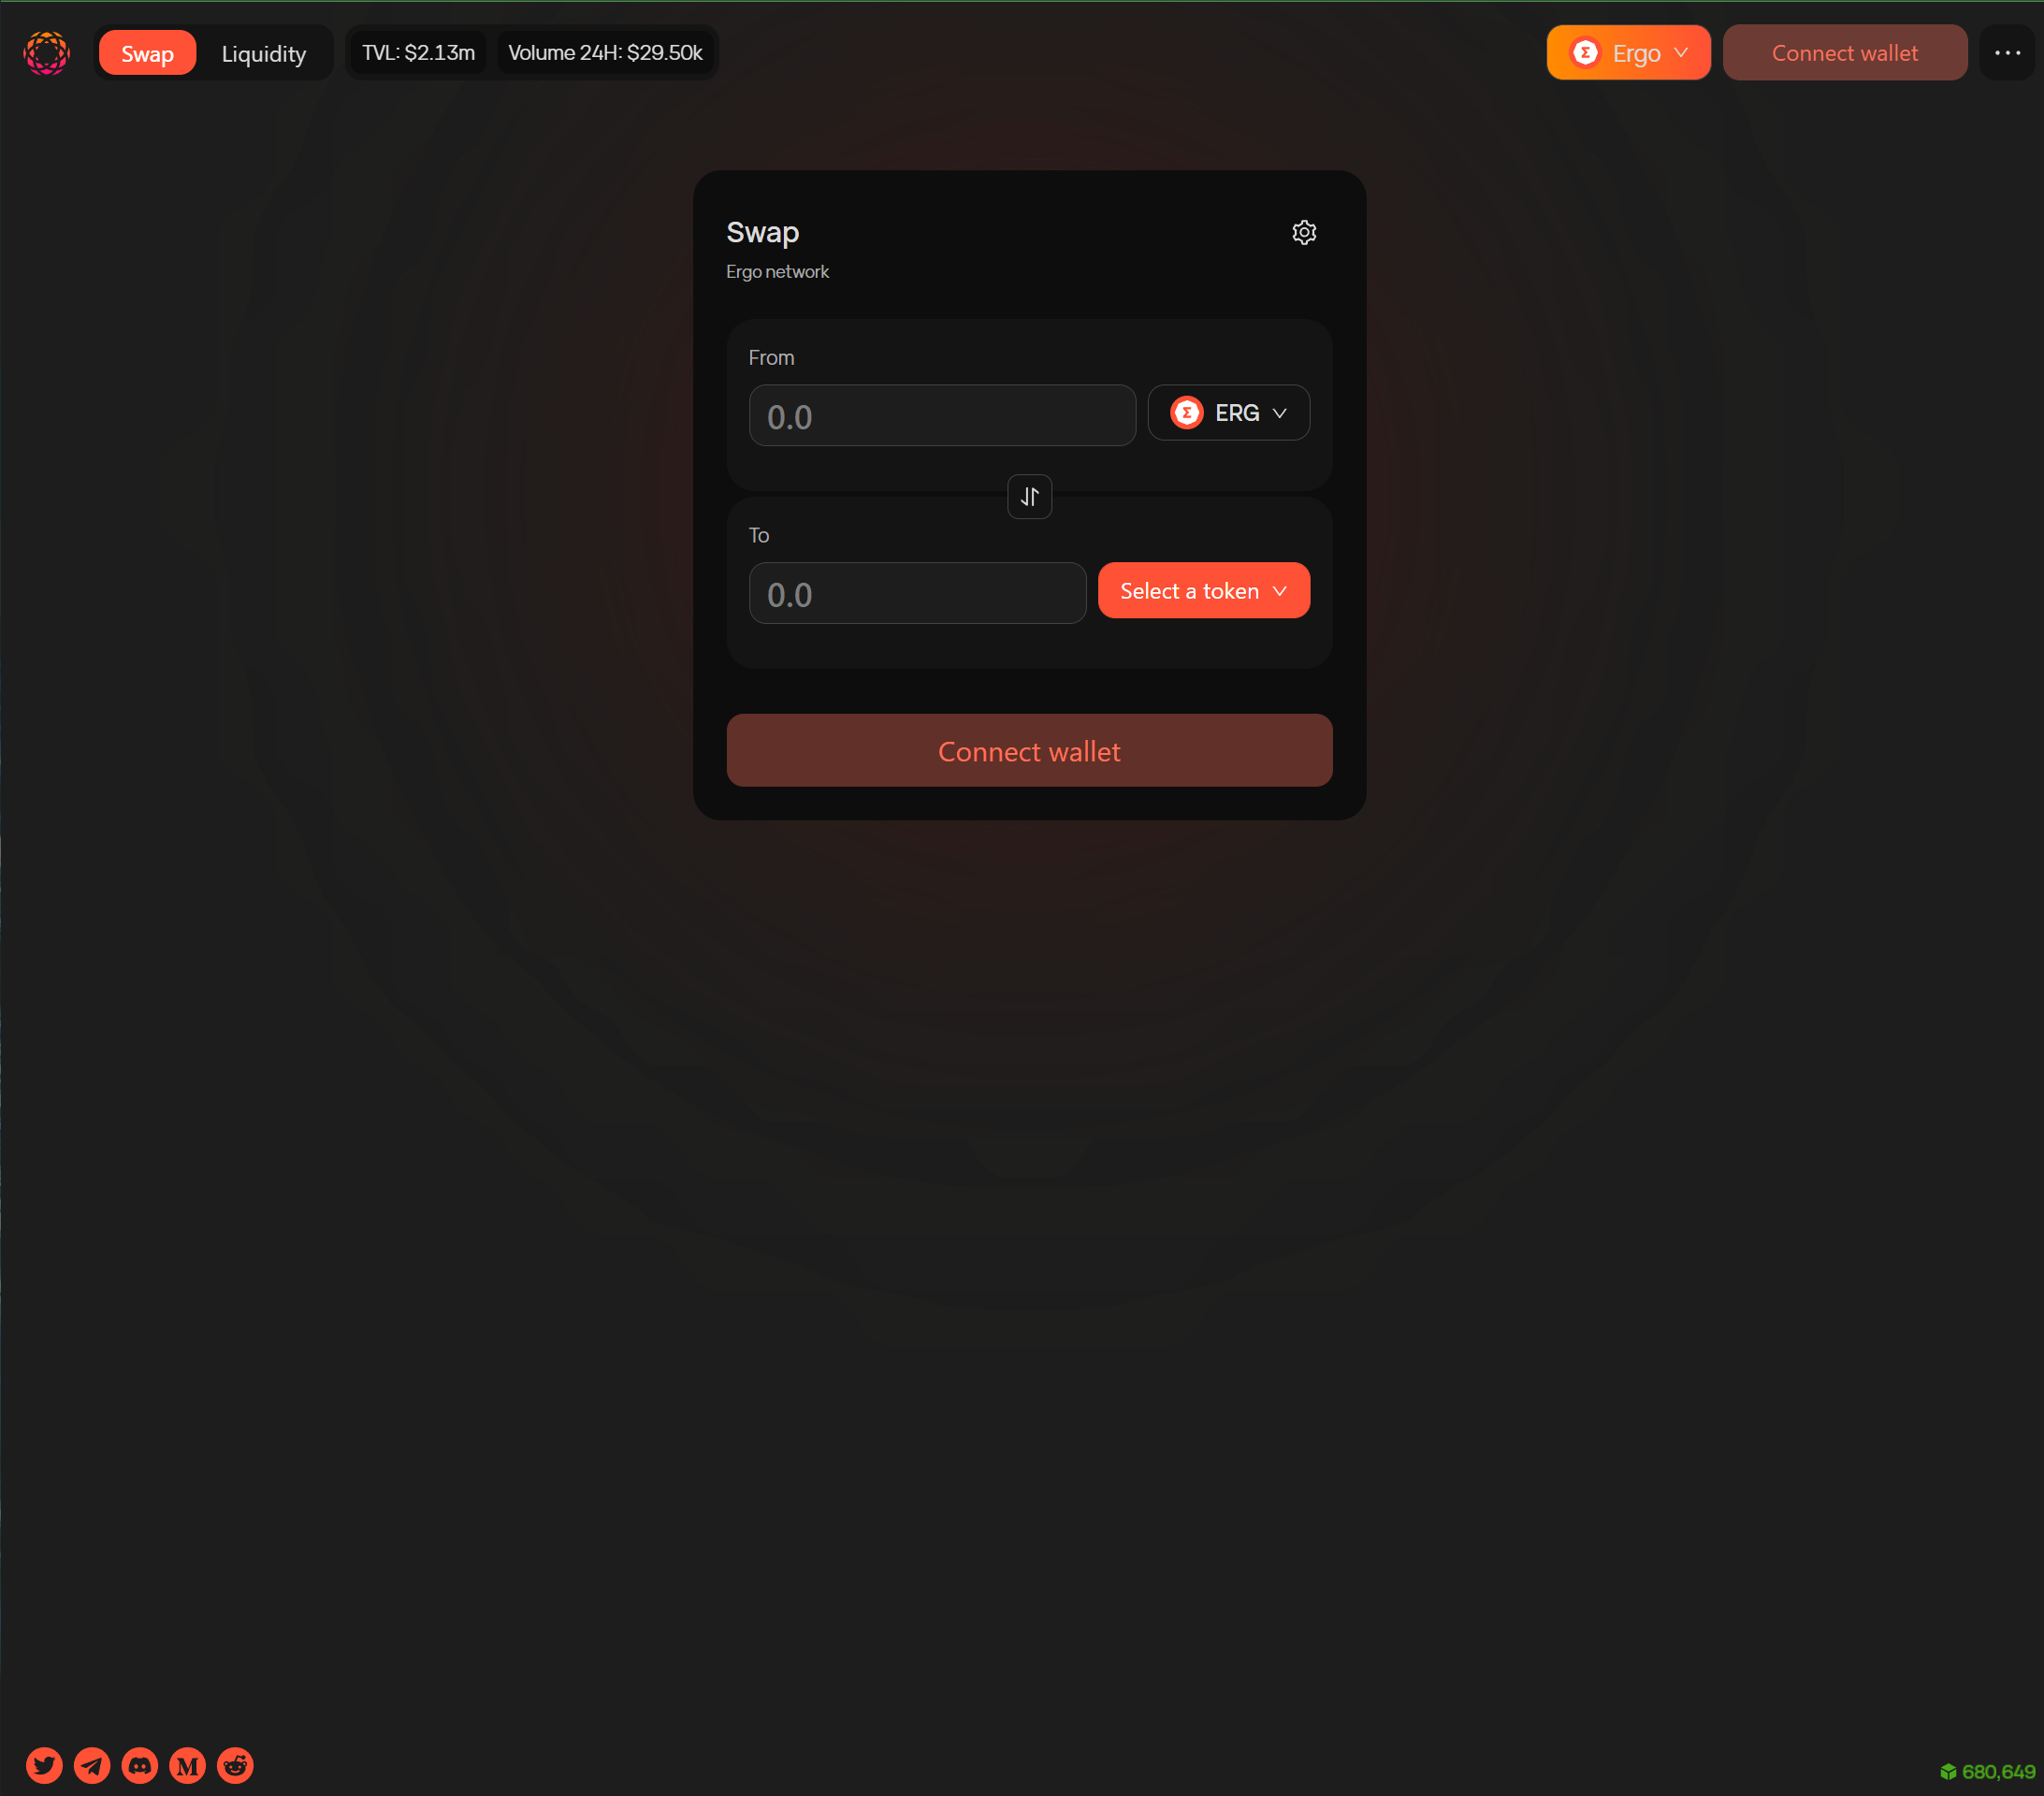 Swap
Liquidity
TVL: $2.13m
Volume 24H: $29.50k
Ergo
Connect wallet
Swap
Ergo network
From
0.0
ERG
To
0.0
Select a token
Connect wallet
680,649